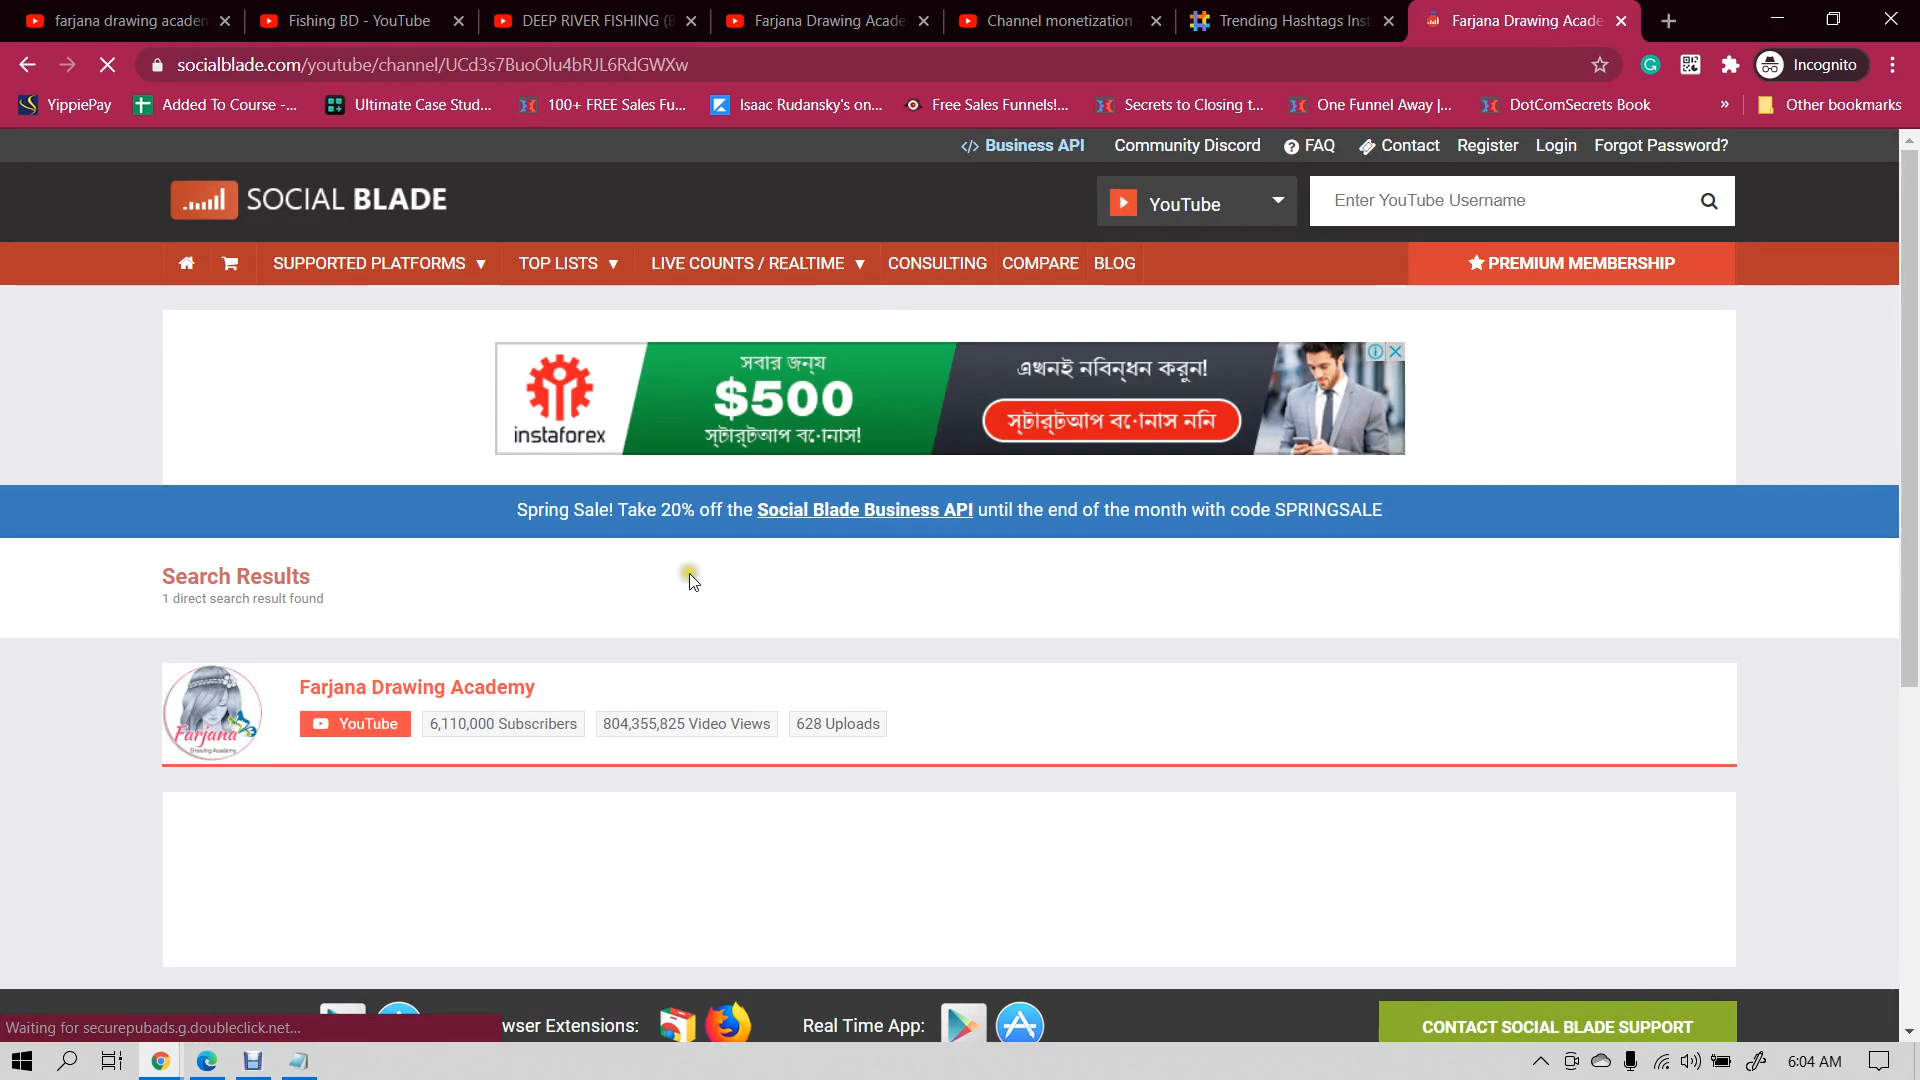 farjana drawing acaden
Fishing BD - YouTube
DEEP RIVER FISHING (B
Farjana Drawing Acade
Channel monetization -
Trending Hashtags Inst
Farjana Drawing Acade
socialblade.com/youtube/channel/UCd3s7BuoOlu4bRJL6RdGWXw
Incognito
YippiePay
Added To Course -...
Ultimate Case Stud...
100+ FREE Sales Fu...
Isaac Rudansky's on...
Free Sales Funnels!...
Secrets to Closing t...
One Funnel Away |...
DotComSecrets Book
»
Other bookmarks
</> Business API
Community Discord
FAQ
Contact
Register
Login
Forgot Password?
SOCIAL BLADE
YouTube
Enter YouTube Username
SUPPORTED PLATFORMS ▼
TOP LISTS ▼
LIVE COUNTS / REALTIME ▼
CONSULTING
COMPARE
BLOG
PREMIUM MEMBERSHIP
instaforex
সবার জন্য
$500
স্টার্টআপ বোনাস!
এখনই নিবন্ধন করুন!
স্টার্টআপ বোনাস নিন
Spring Sale! Take 20% off the Social Blade Business API until the end of the month with code SPRINGSALE
Search Results
1 direct search result found
Farjana
Drawing Academy
Farjana Drawing Academy
YouTube
6,110,000 Subscribers
804,355,825 Video Views
628 Uploads
Waiting for securepubads.g.doubleclick.net...
wser Extensions:
Real Time App:
CONTACT SOCIAL BLADE SUPPORT
6:04 AM